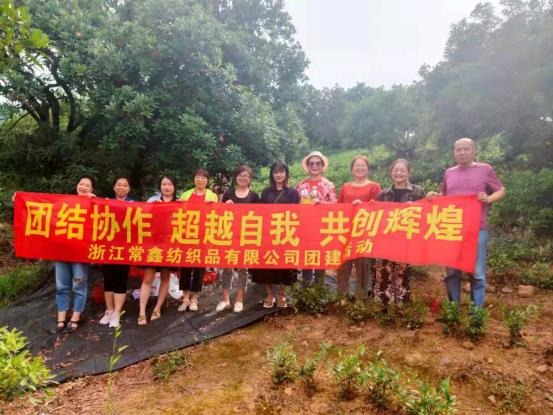 团结协作 超越自我 共创辉煌
浙江常鑫纺织品有限公司团建活动